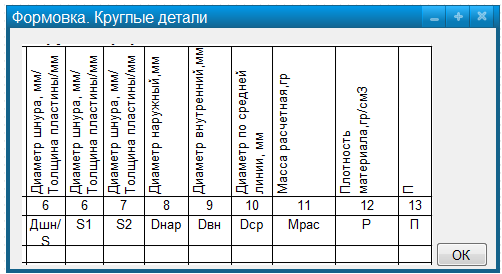 Формовка. Круглые детали
Диаметр шнура, мм/
Толщина пластины/мм
Диаметр шнура, мм/
Толщина пластины/мм
Диаметр шнура, мм/
Толщина пластины/мм
Диаметр наружный,мм
Диаметр внутренний,мм
Диаметр по средней
линии, мм
Масса расчетная,гр
Плотность
материала,гр/см3
П
6 6 7 8 9 10 11 12 13
Дшн/
S
S1 S2 Dнар Dвн Dср Мрас Р П
ОК